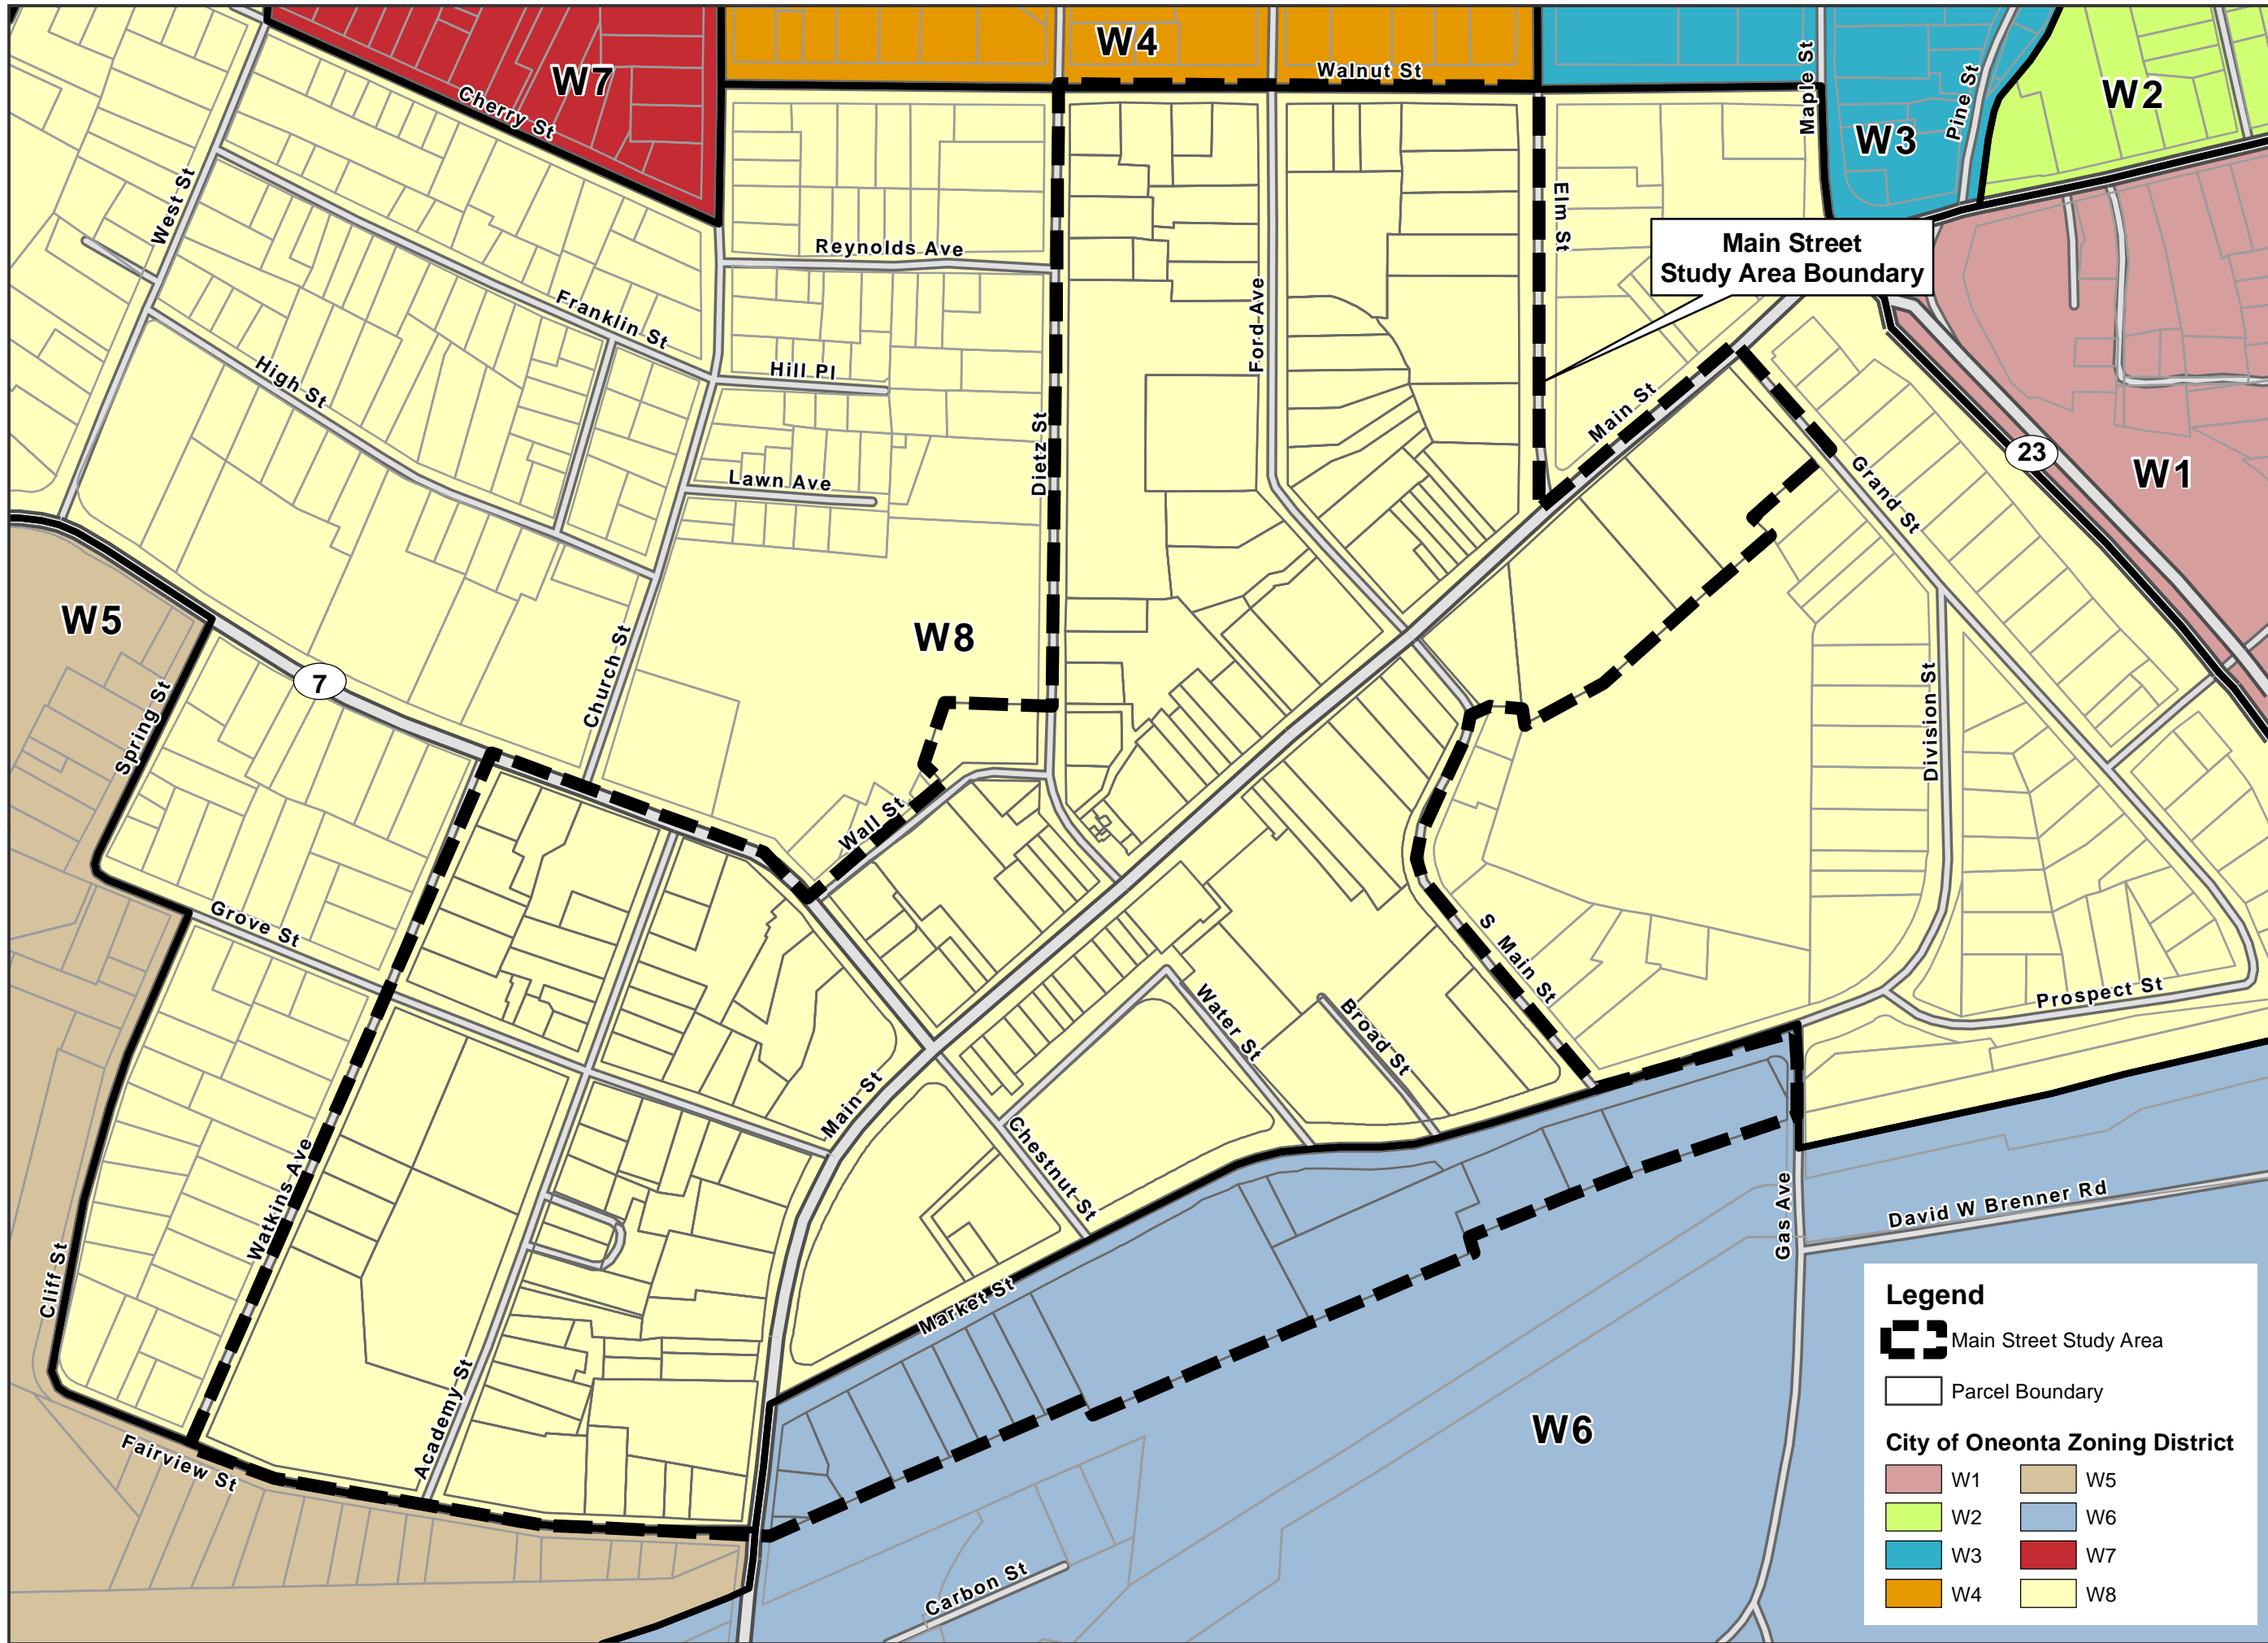 W4
Walnut St
W7
Cherry St
Maple St
Pine St
W2
W3
West St
Elm St
Main Street
Study Area Boundary
Reynolds Ave
Franklin St
Ford Ave
Hill Pl
High St
Main St
Dietz St
Lawn Ave
23
W1
Grand St
W5
W8
Church St
7
Spring St
Division St
Wall St
Grove St
S Main St
Water St
Broad St
Prospect St
Main St
Chestnut St
Watkins Ave
Gas Ave
David W Brenner Rd
Cliff St
Market St
Academy St
Fairview St
W6
Carbon St
Legend
Main Street Study Area
Parcel Boundary
City of Oneonta Zoning District
W1 W5
W2 W6
W3 W7
W4 W8